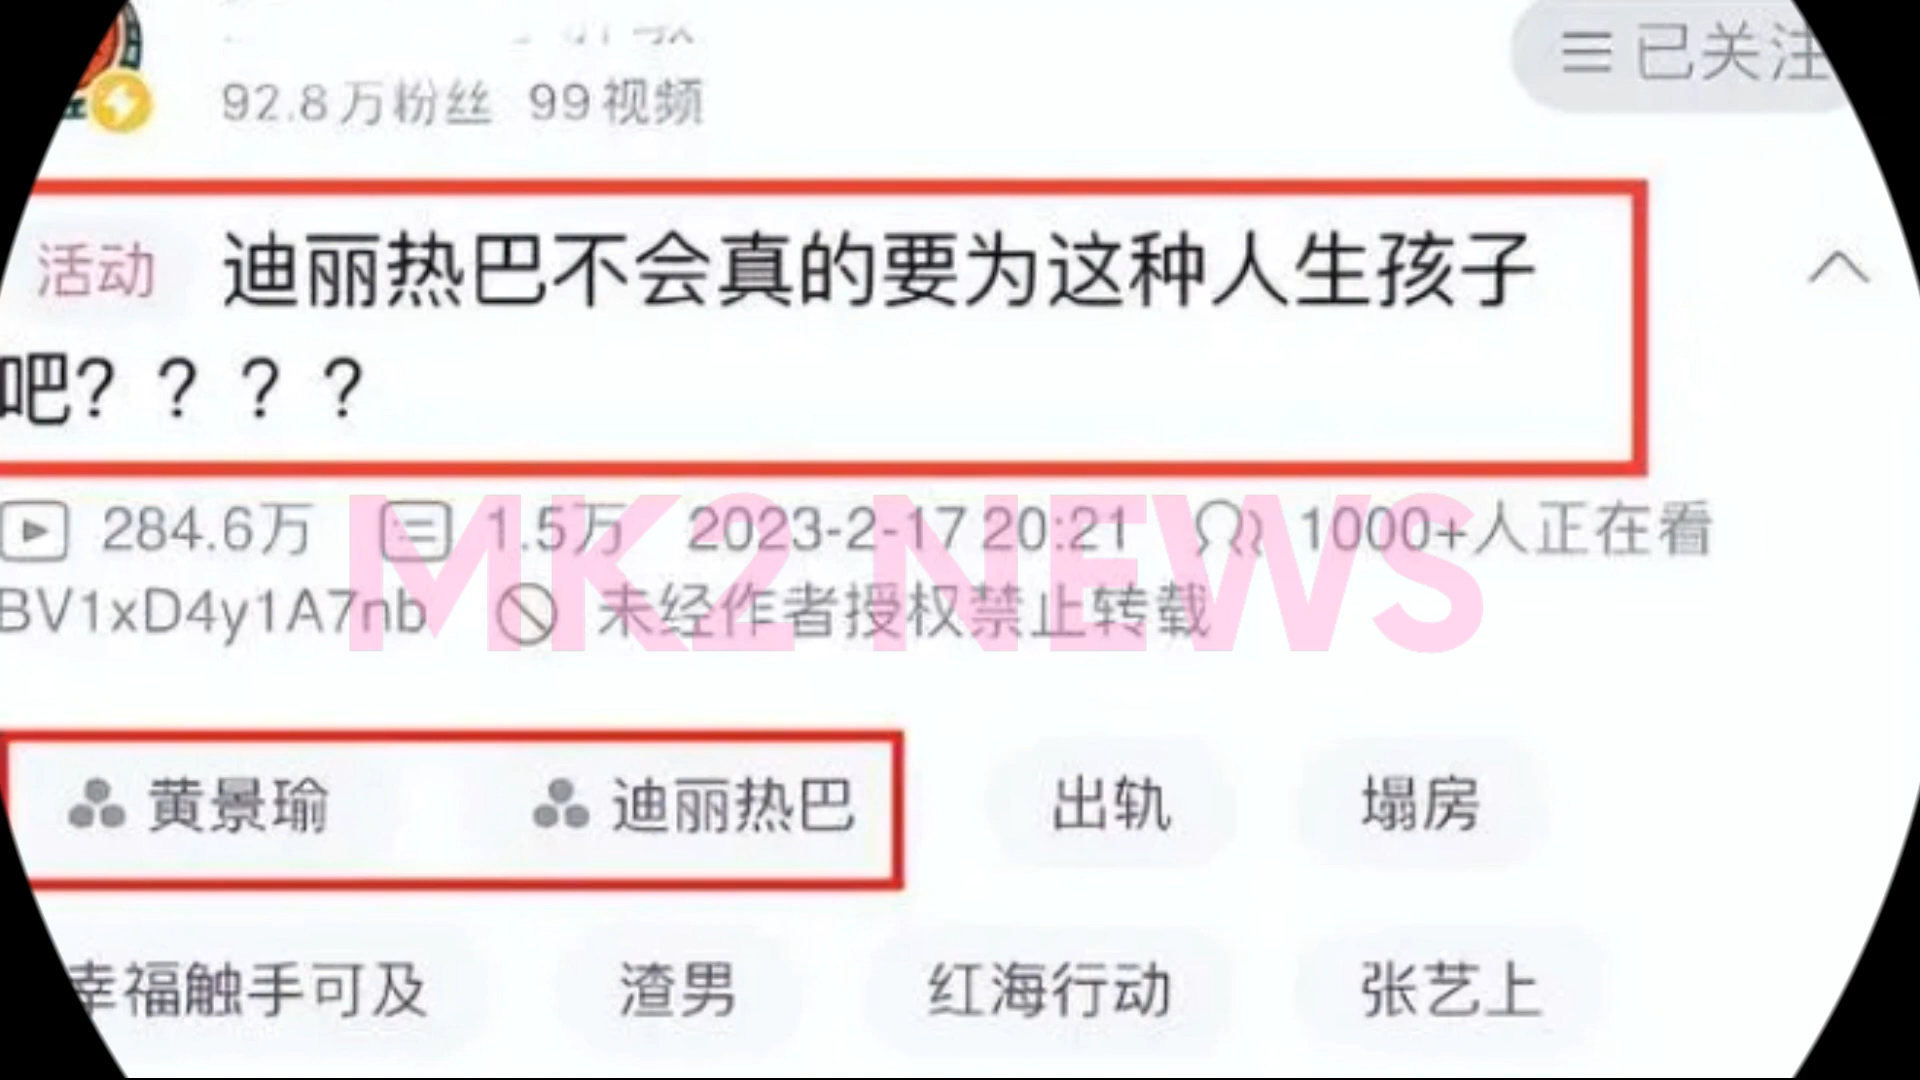 92.8万粉丝 99视频
已关注
活动 迪丽热巴不会真的要为这种人生孩子
吧？？？？
284.6万 1.5万 2023-2-17 20:21 1000+人正在看
BV1xD4y1A7nb 未经作者授权禁止转载
MK2 NEWS
黄景瑜 迪丽热巴 出轨 塌房
幸福触手可及 渣男 红海行动 张艺上